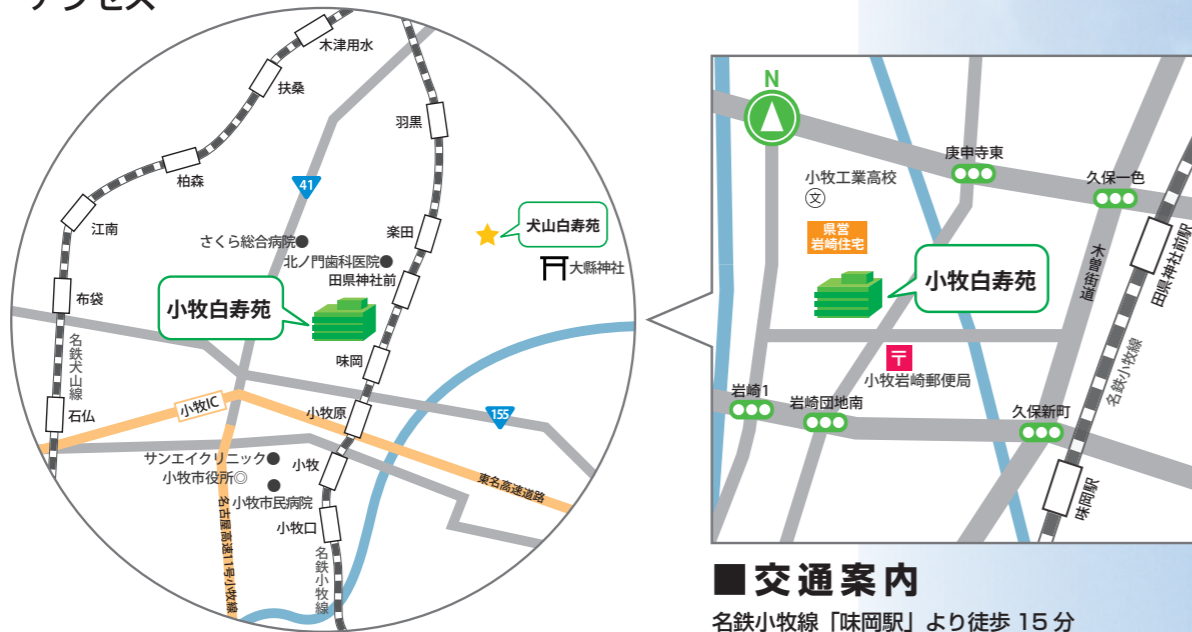 アクセス
木津用水
扶桑
羽黒
柏森
41
江南
さくら総合病院
楽田
犬山白寿苑
北ノ門歯科医院
大縣神社
田県神社前
布袋
小牧白寿苑
名鉄犬山線
味岡
石仏
小牧IC
小牧原
155
サンエイクリニック
小牧
小牧市役所◎
東名高速道路
小牧市民病院
小牧口
名古屋高速11号小牧線
名鉄小牧線
N
庚申寺東
小牧工業高校
文
久保一色
県営
岩崎住宅
田県神社前駅
木曽街道
小牧白寿苑
〒
小牧岩崎郵便局
名鉄小牧線
岩崎1
岩崎団地南
久保新町
味岡駅
■交通案内
名鉄小牧線「味岡駅」より徒歩 15 分